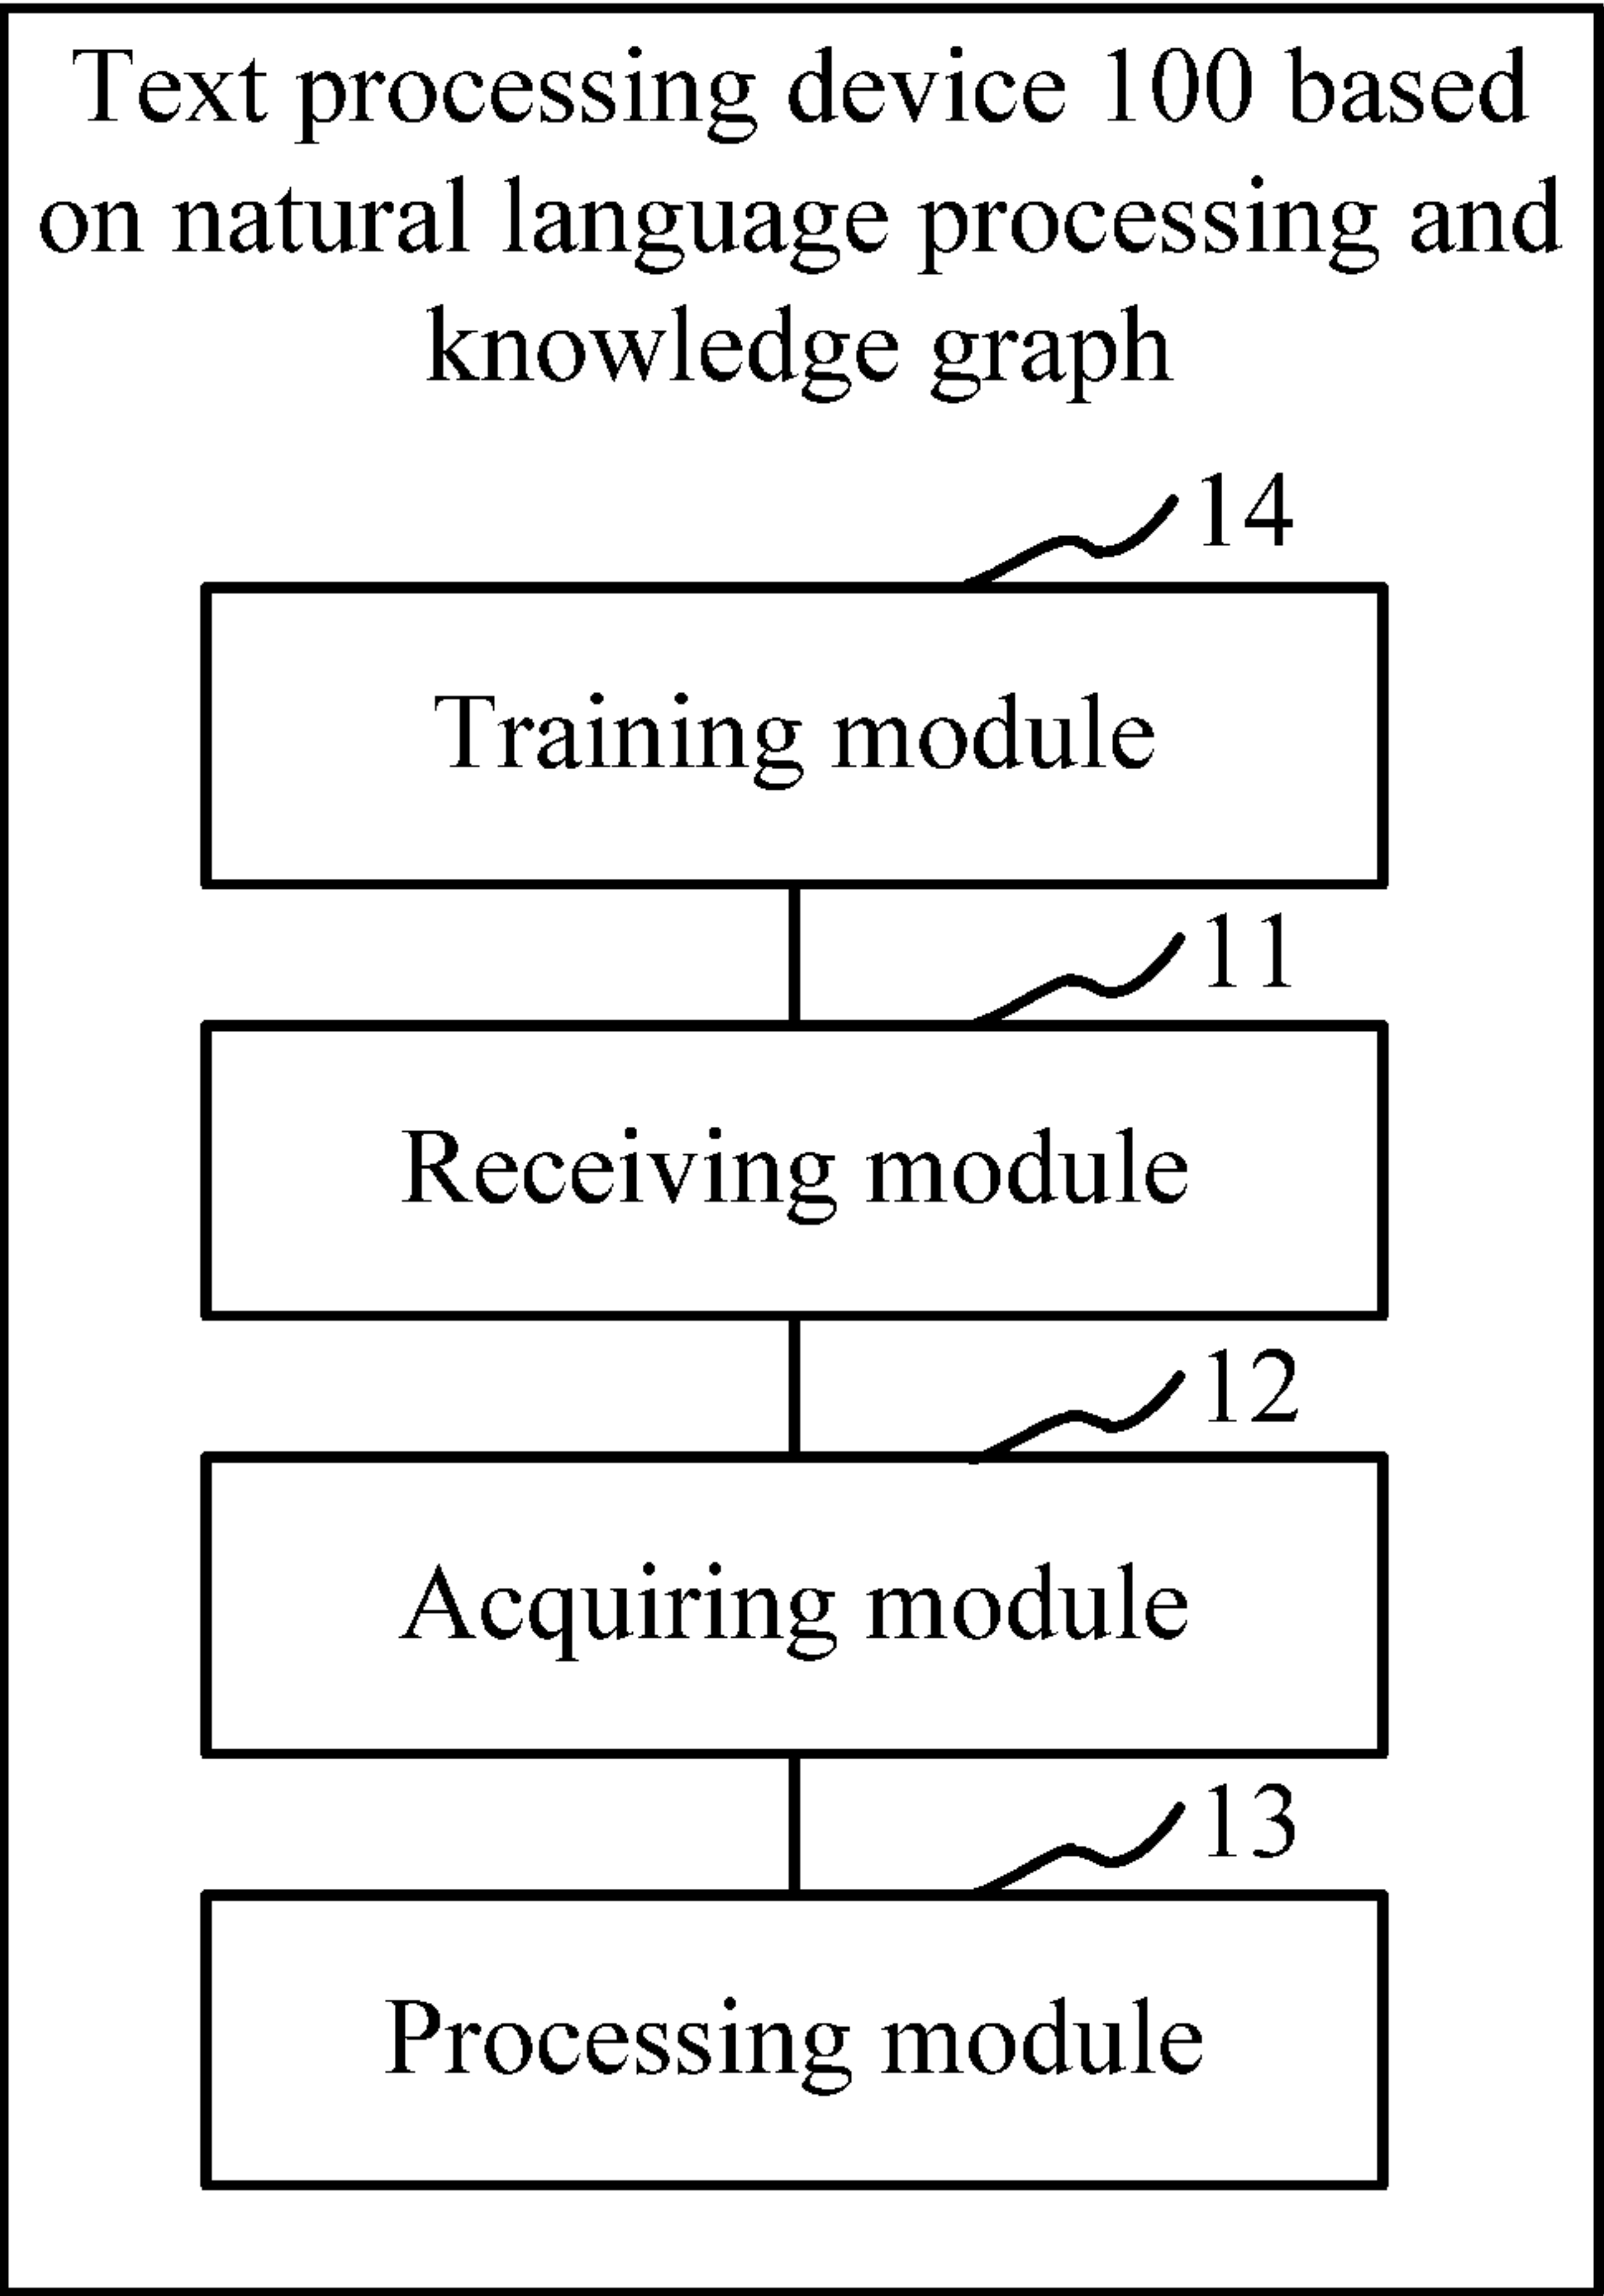 Text processing device 100 based
on natural language processing and
knowledge graph
14
Training module
11
Receiving module
12
Acquiring module
13
Processing module